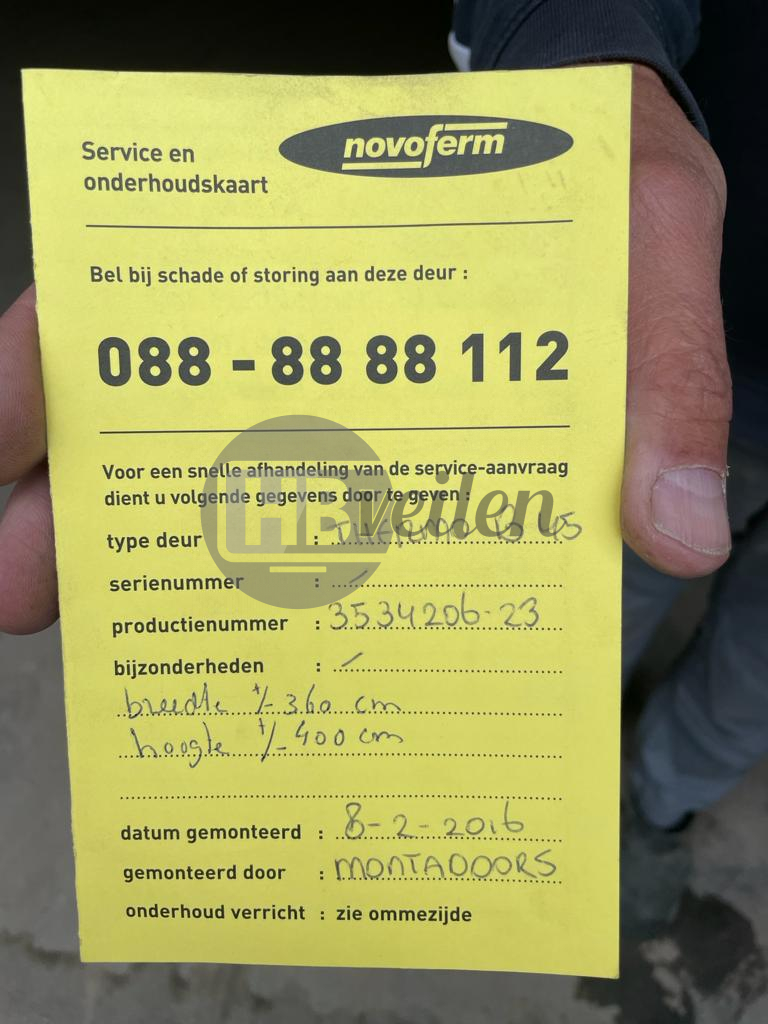 Service en
onderhoudskaart
novoferm
Bel bij schade of storing aan deze deur :
088 - 88 88 112
Voor een snelle afhandeling van de service-aanvraag
dient u volgende gegevens door te geven :
HBveilen
type deur : THERMO B 45
serienummer : /
productienummer : 3534206-23
bijzonderheden : /
breedte +/- 360 cm
hoogte +/- 400 cm
datum gemonteerd : 8-2-2016
gemonteerd door : MONTADOORS
onderhoud verricht : zie ommezijde